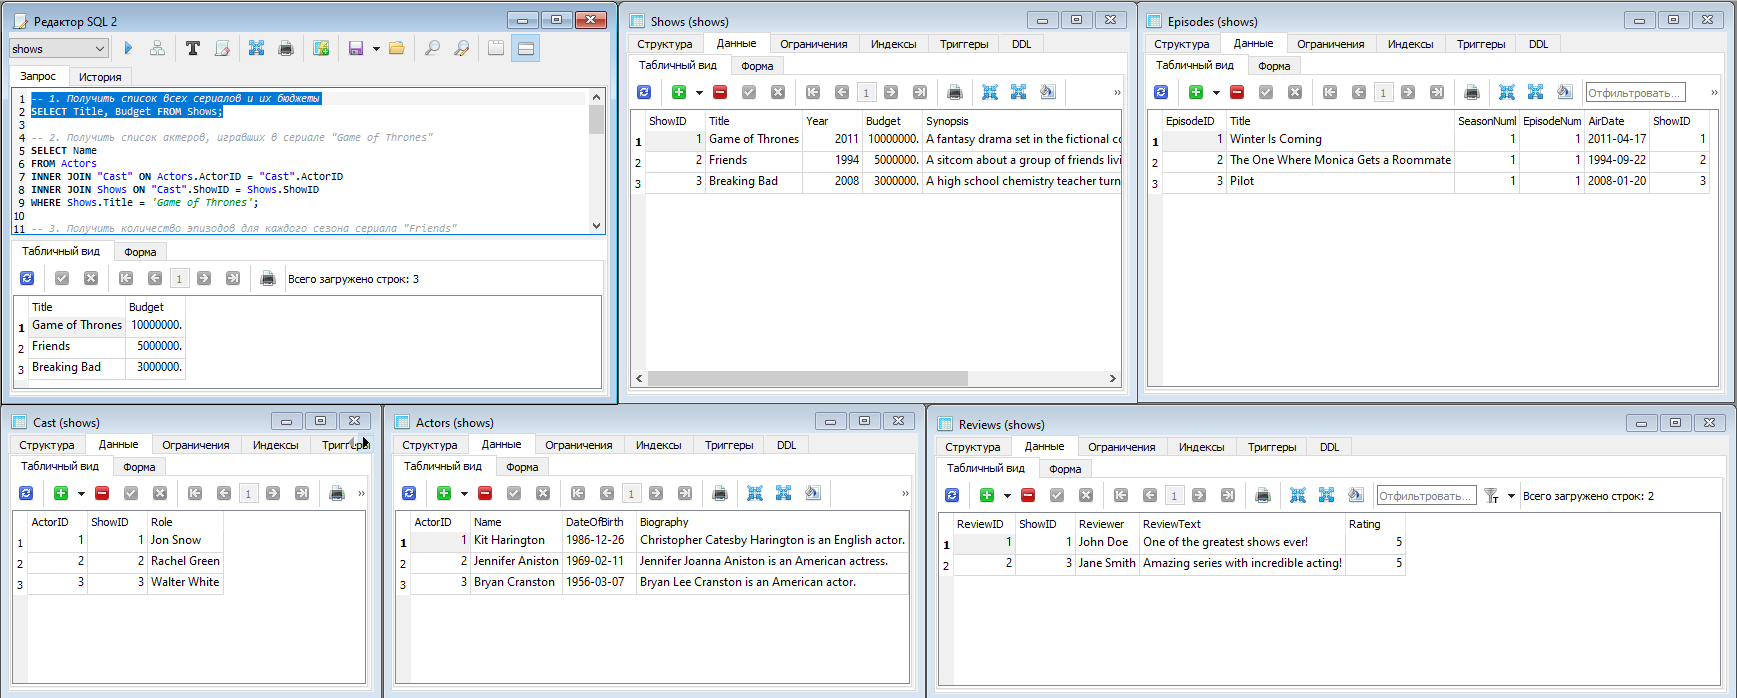 Редактор SQL 2
shows
Запрос История
1 -- 1. Получить список всех сериалов и их бюджеты
2 SELECT Title, Budget FROM Shows;
3
4 -- 2. Получить список актеров, игравших в сериале "Game of Thrones"
5 SELECT Name
6 FROM Actors
7 INNER JOIN "Cast" ON Actors.ActorID = "Cast".ActorID
8 INNER JOIN Shows ON "Cast".ShowID = Shows.ShowID
9 WHERE Shows.Title = 'Game of Thrones';
10
11 -- 3. Получить количество эпизодов для каждого сезона сериала "Friends"
Табличный вид Форма
1 Всего загружено строк: 3
Title Budget
1 Game of Thrones 10000000.
2 Friends 5000000.
3 Breaking Bad 3000000.
Shows (shows)
Структура Данные Ограничения Индексы Триггеры DDL
Табличный вид Форма
1 »
ShowID Title Year Budget Synopsis
1 1 Game of Thrones 2011 10000000. A fantasy drama set in the fictional co
2 2 Friends 1994 5000000. A sitcom about a group of friends livi
3 3 Breaking Bad 2008 3000000. A high school chemistry teacher turn
Episodes (shows)
Структура Данные Ограничения Индексы Триггеры DDL
Табличный вид Форма
1 Отфильтровать... »
EpisodeID Title SeasonNuml EpisodeNum AirDate ShowID
1 1 Winter Is Coming 1 1 2011-04-17 1
2 2 The One Where Monica Gets a Roommate 1 1 1994-09-22 2
3 3 Pilot 1 1 2008-01-20 3
Cast (shows)
Структура Данные Ограничения Индексы Триггеры
Табличный вид Форма
1 »
ActorID ShowID Role
1 1 1 Jon Snow
2 2 2 Rachel Green
3 3 3 Walter White
Actors (shows)
Структура Данные Ограничения Индексы Триггеры DDL
Табличный вид Форма
1 »
ActorID Name DateOfBirth Biography
1 1 Kit Harington 1986-12-26 Christopher Catesby Harington is an English actor.
2 2 Jennifer Aniston 1969-02-11 Jennifer Joanna Aniston is an American actress.
3 3 Bryan Cranston 1956-03-07 Bryan Lee Cranston is an American actor.
Reviews (shows)
Структура Данные Ограничения Индексы Триггеры DDL
Табличный вид Форма
1 Отфильтровать... Всего загружено строк: 2
ReviewID ShowID Reviewer ReviewText Rating
1 1 1 John Doe One of the greatest shows ever! 5
2 2 3 Jane Smith Amazing series with incredible acting! 5